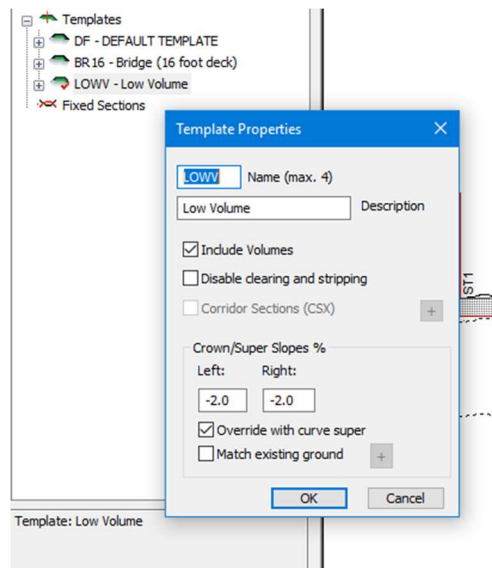 Templates
DF - DEFAULT TEMPLATE
BR16 - Bridge (16 foot deck)
LOWV - Low Volume
Fixed Sections
Template Properties
LOWV Name (max. 4)
Low Volume Description
Include Volumes
Disable clearing and stripping
Corridor Sections (CSX)
+
Crown/Super Slopes %
Left: Right:
-2.0 -2.0
Override with curve super
Match existing ground +
OK Cancel
ST1
Template: Low Volume